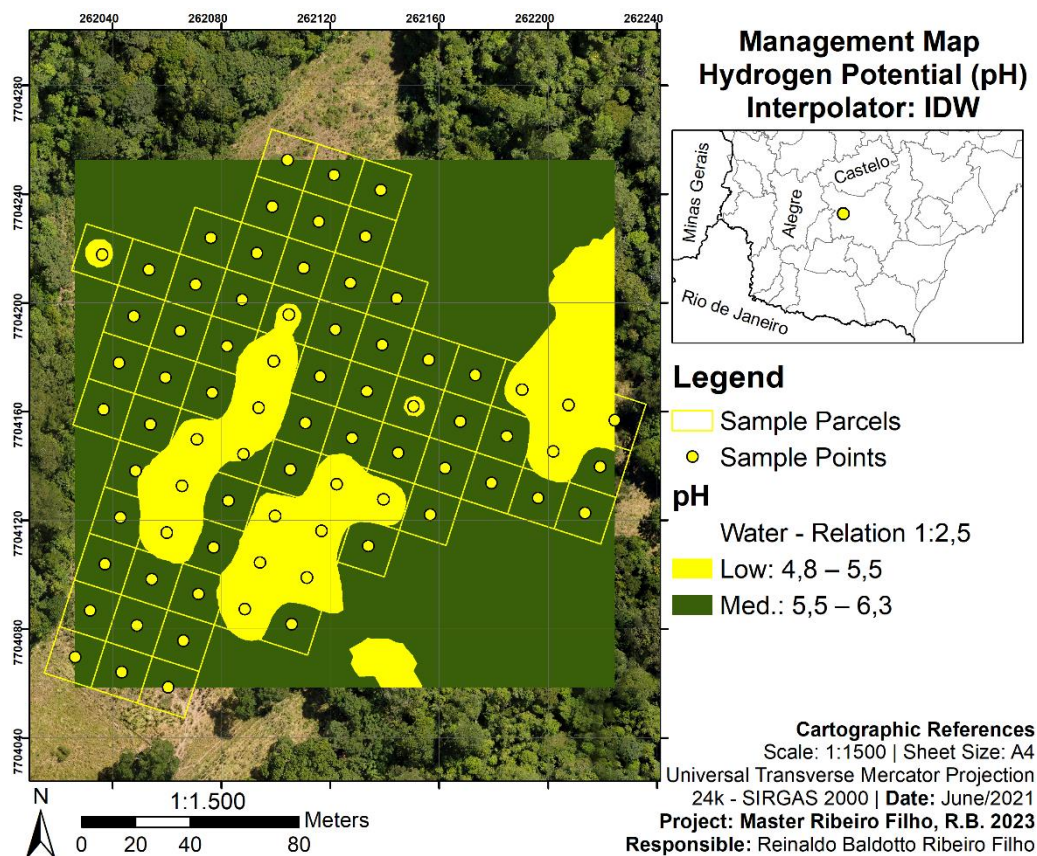 262040 262080 262120 262160 262200 262240
7704280
7704240
7704200
7704160
7704120
7704080
7704040
Management Map
Hydrogen Potential (pH)
Interpolator: IDW
Minas Gerais
Alegre
Castelo
Rio de Janeiro
Legend
Sample Parcels
Sample Points
pH
Water - Relation 1:2,5
Low: 4,8 – 5,5
Med.: 5,5 – 6,3
Cartographic References
Scale: 1:1500 | Sheet Size: A4
Universal Transverse Mercator Projection
24k - SIRGAS 2000 | Date: June/2021
Project: Master Ribeiro Filho, R.B. 2023
Responsible: Reinaldo Baldotto Ribeiro Filho
N
1:1.500
Meters
0 20 40 80